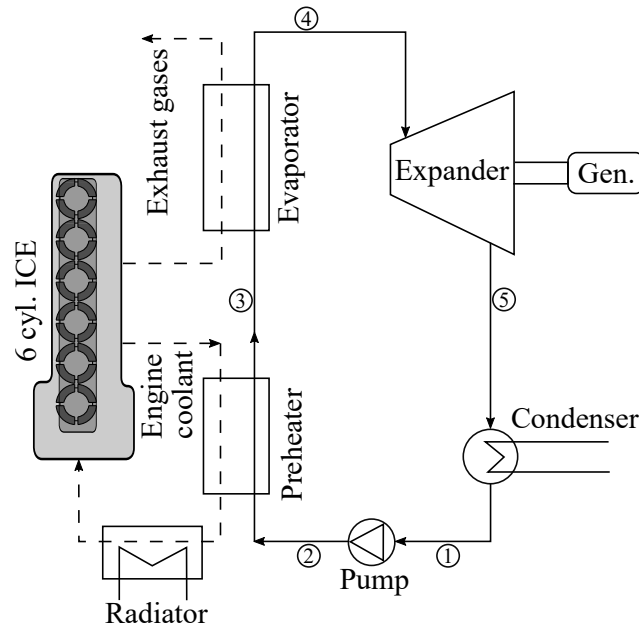 ④
Exhaust gases
Evaporator
Expander
Gen.
6 cyl. ICE
③
⑤
Engine
coolant
Preheater
Condenser
②
①
Pump
Radiator